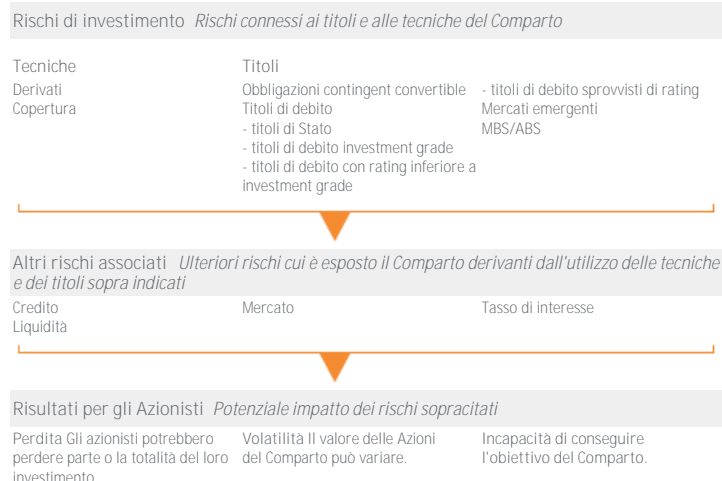 Rischi di investimento Rischi connessi ai titoli e alle tecniche del Comparto
Tecniche
Derivati
Copertura
Titoli
Obbligazioni contingent convertible
Titoli di debito
- titoli di Stato
- titoli di debito investment grade
- titoli di debito con rating inferiore a
investment grade
- titoli di debito sprovvisti di rating
Mercati emergenti
MBS/ABS
Altri rischi associati Ulteriori rischi cui è esposto il Comparto derivanti dall'utilizzo delle tecniche
e dei titoli sopra indicati
Credito
Liquidità
Mercato
Tasso di interesse
Risultati per gli Azionisti Potenziale impatto dei rischi sopracitati
Perdita Gli azionisti potrebbero
perdere parte o la totalità del loro
investimento
Volatilità Il valore delle Azioni
del Comparto può variare.
Incapacità di conseguire
l'obiettivo del Comparto.